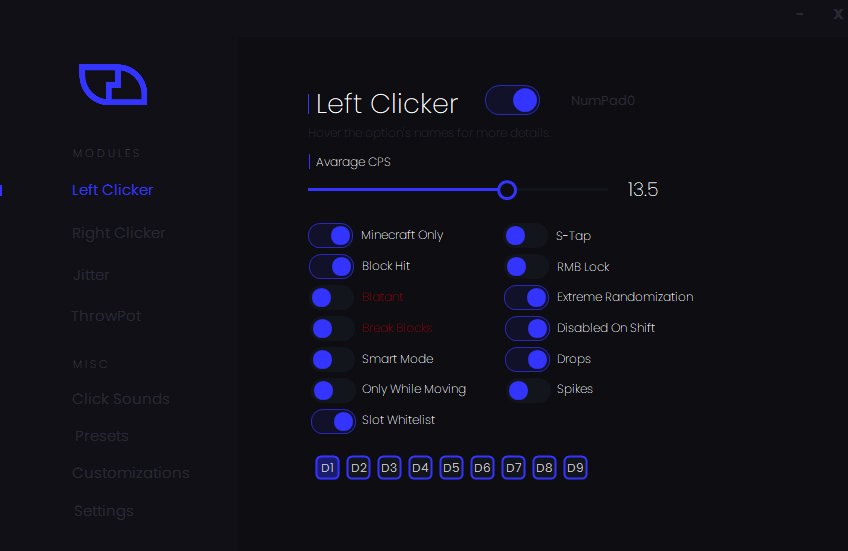 - x
MODULES
Left Clicker
Right Clicker
Jitter
ThrowPot
MISC
Click Sounds
Presets
Customizations
Settings
Left Clicker
NumPad0
Hover the option's names for more details.
Avarage CPS
13.5
Minecraft Only
S-Tap
Block Hit
RMB Lock
Blatant
Extreme Randomization
Break Blocks
Disabled On Shift
Smart Mode
Drops
Only While Moving
Spikes
Slot Whitelist
D1 D2 D3 D4 D5 D6 D7 D8 D9